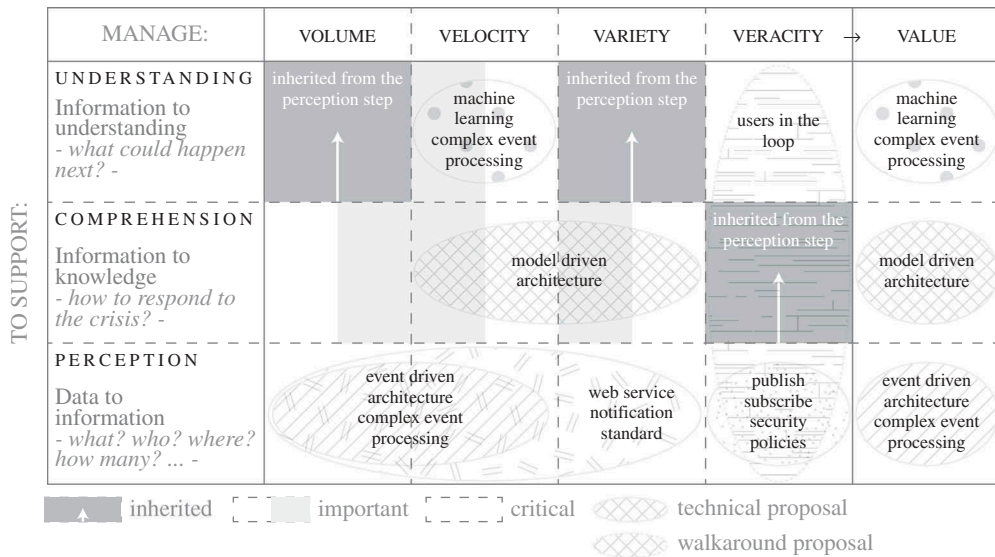 MANAGE:
VOLUME
VELOCITY
VARIETY
VERACITY →
VALUE
TO SUPPORT:
UNDERSTANDING
Information to
understanding
- what could happen
next? -
inherited from the
perception step
machine
learning
complex event
processing
inherited from the
perception step
users in the
loop
machine
learning
complex event
processing
COMPREHENSION
Information to
knowledge
- how to respond to
the crisis? -
model driven
architecture
inherited from the
perception step
model driven
architecture
PERCEPTION
Data to
information
- what? who? where?
how many? ... -
event driven
architecture
complex event
processing
web service
notification
standard
publish
subscribe
security
policies
event driven
architecture
complex event
processing
inherited
important
critical
technical proposal
walkaround proposal